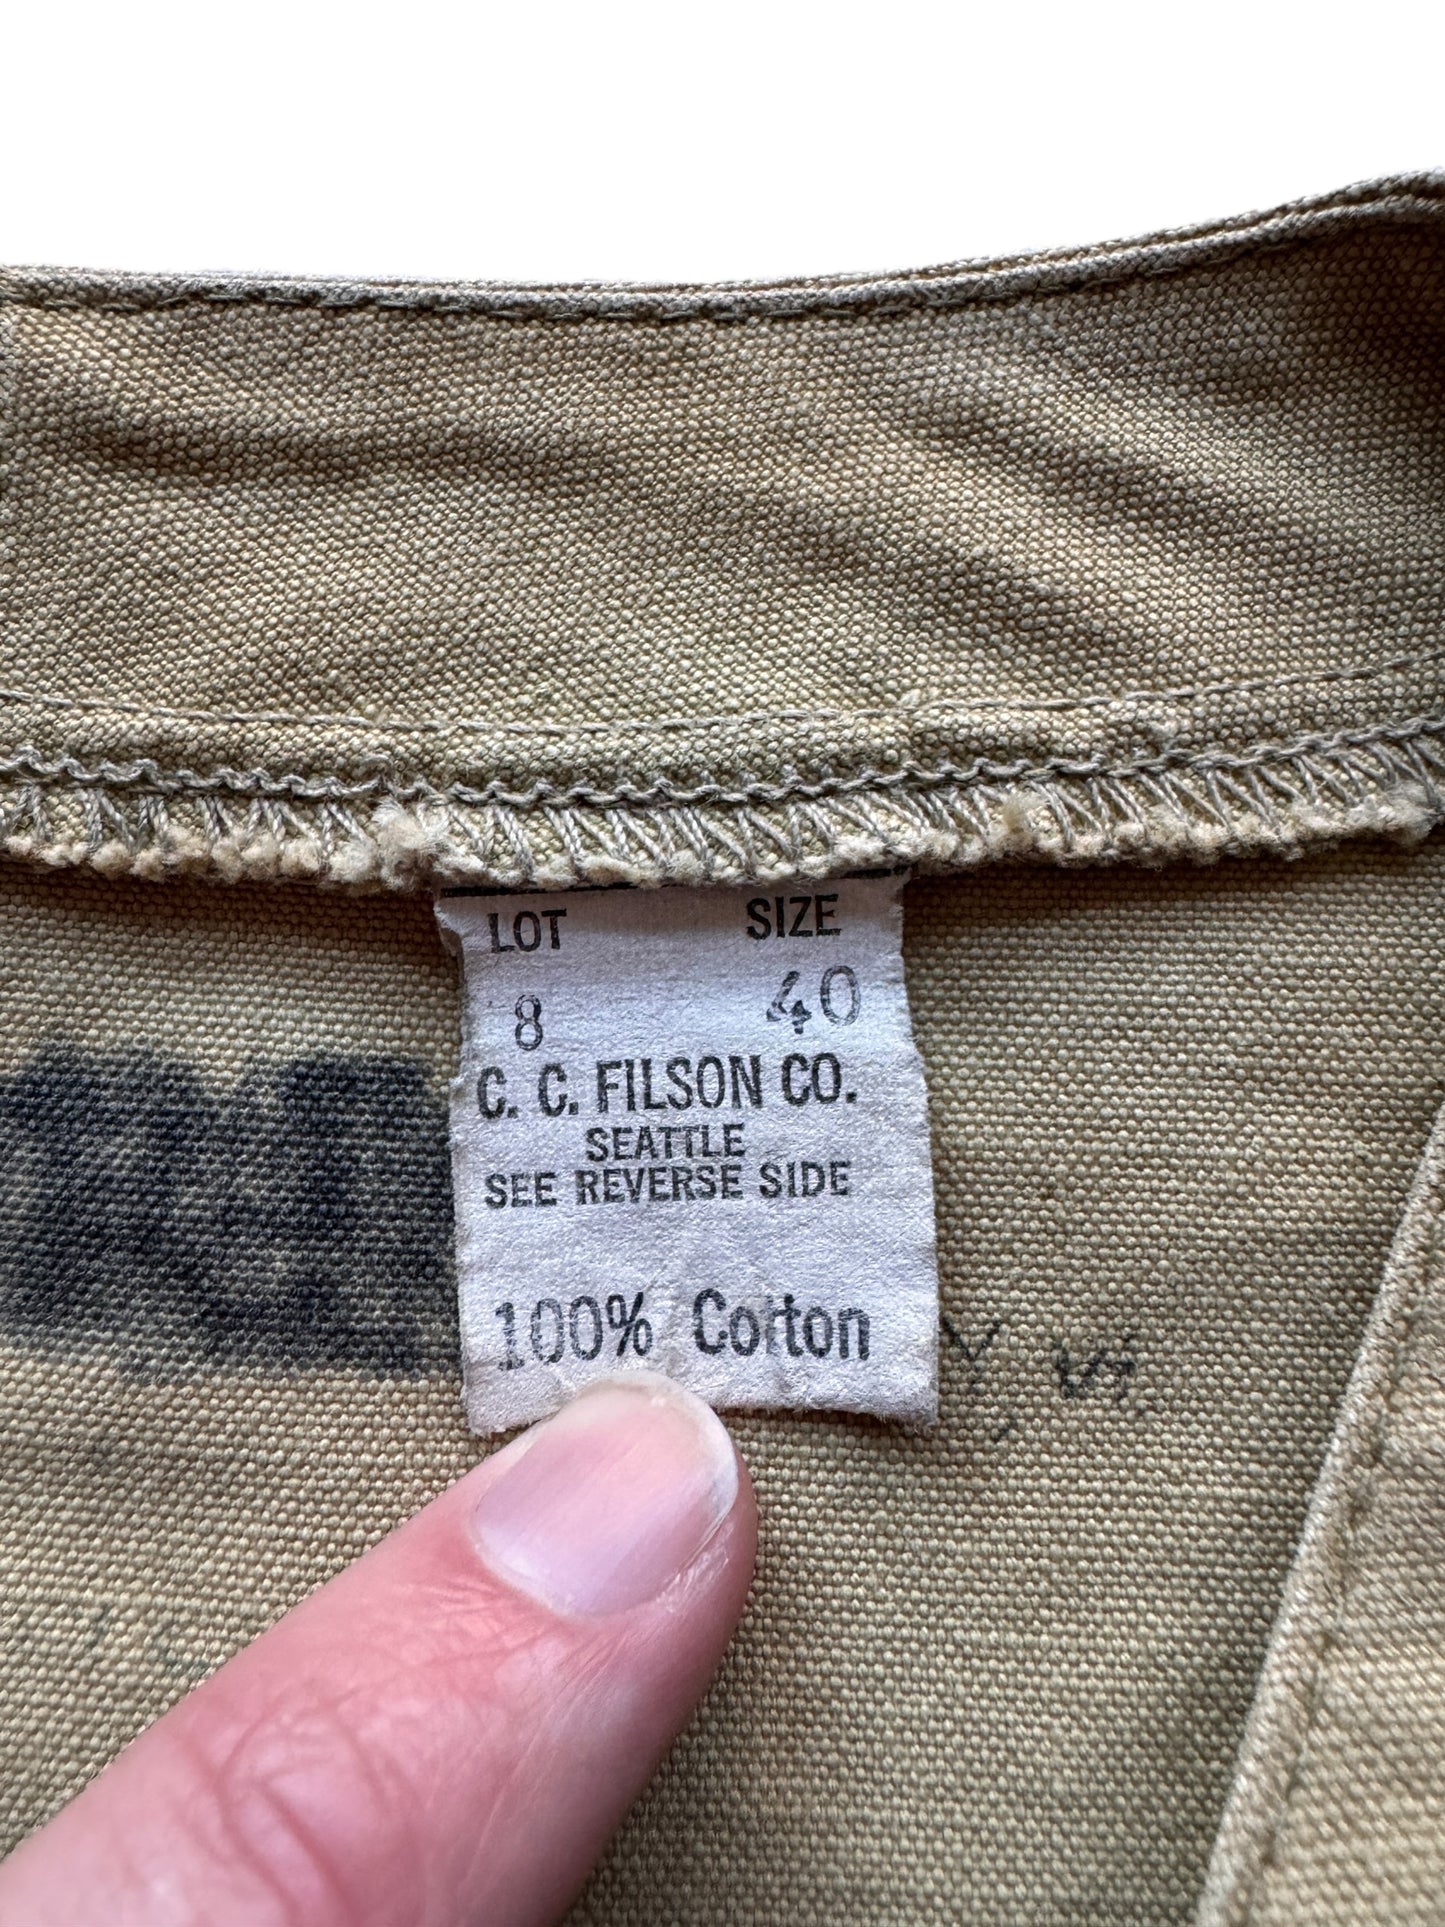 LOT SIZE
8 40
C. C. FILSON CO.
SEATTLE
SEE REVERSE SIDE
100% Cotton